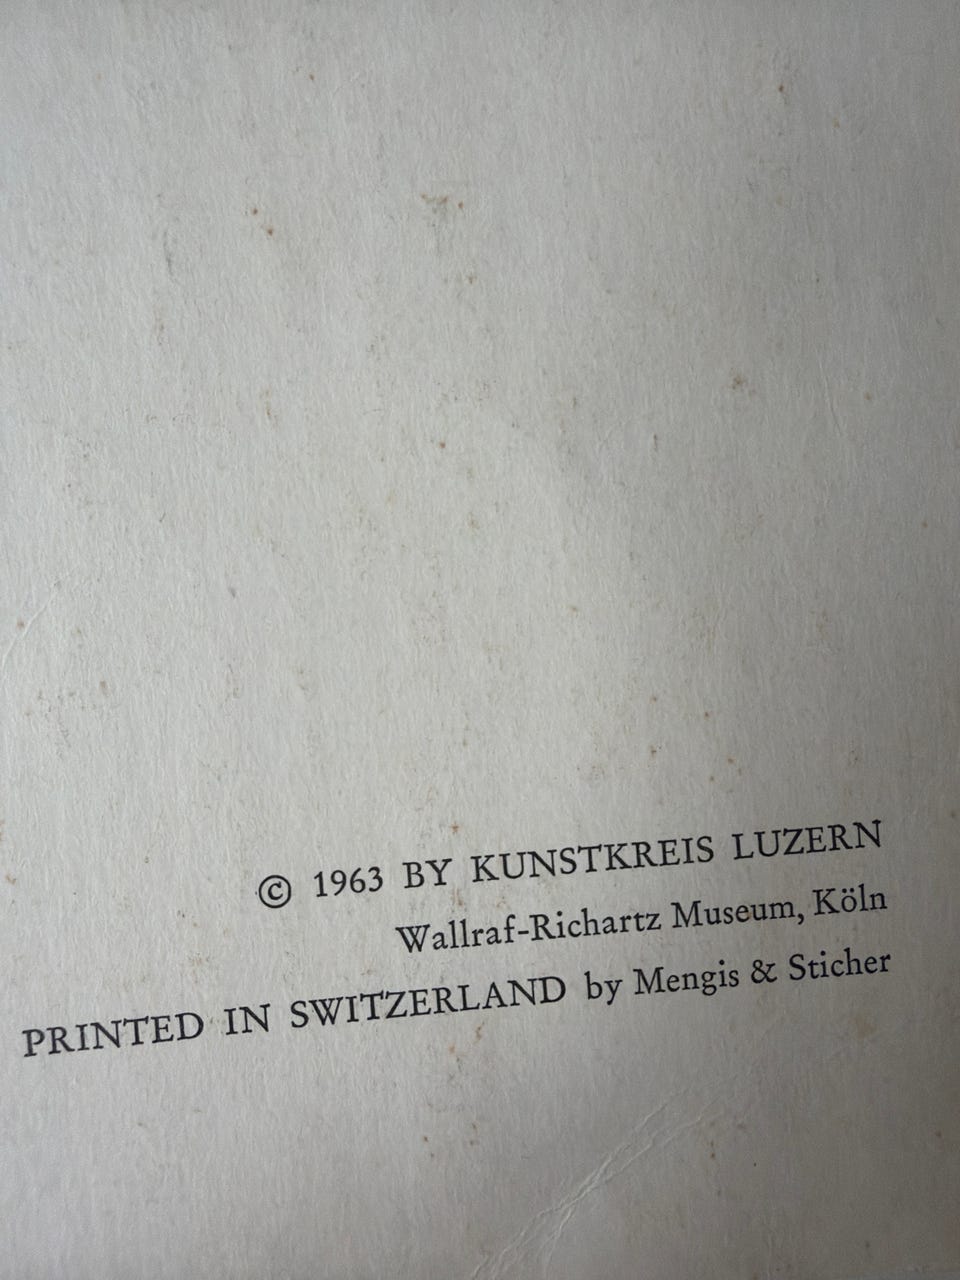 © 1963 BY KUNSTKREIS LUZERN
Wallraf-Richartz Museum, Köln
PRINTED IN SWITZERLAND by Mengis & Sticher